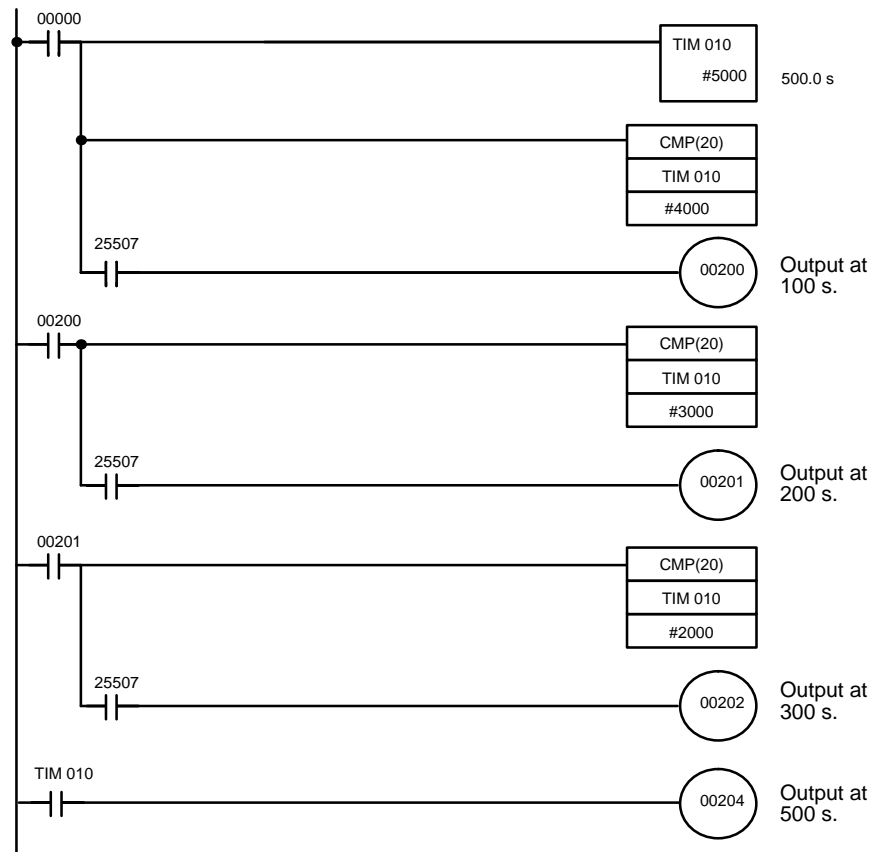 00000
TIM 010
#5000
500.0 s
CMP(20)
TIM 010
#4000
25507
00200
Output at
100 s.
00200
CMP(20)
TIM 010
#3000
25507
00201
Output at
200 s.
00201
CMP(20)
TIM 010
#2000
25507
00202
Output at
300 s.
TIM 010
00204
Output at
500 s.